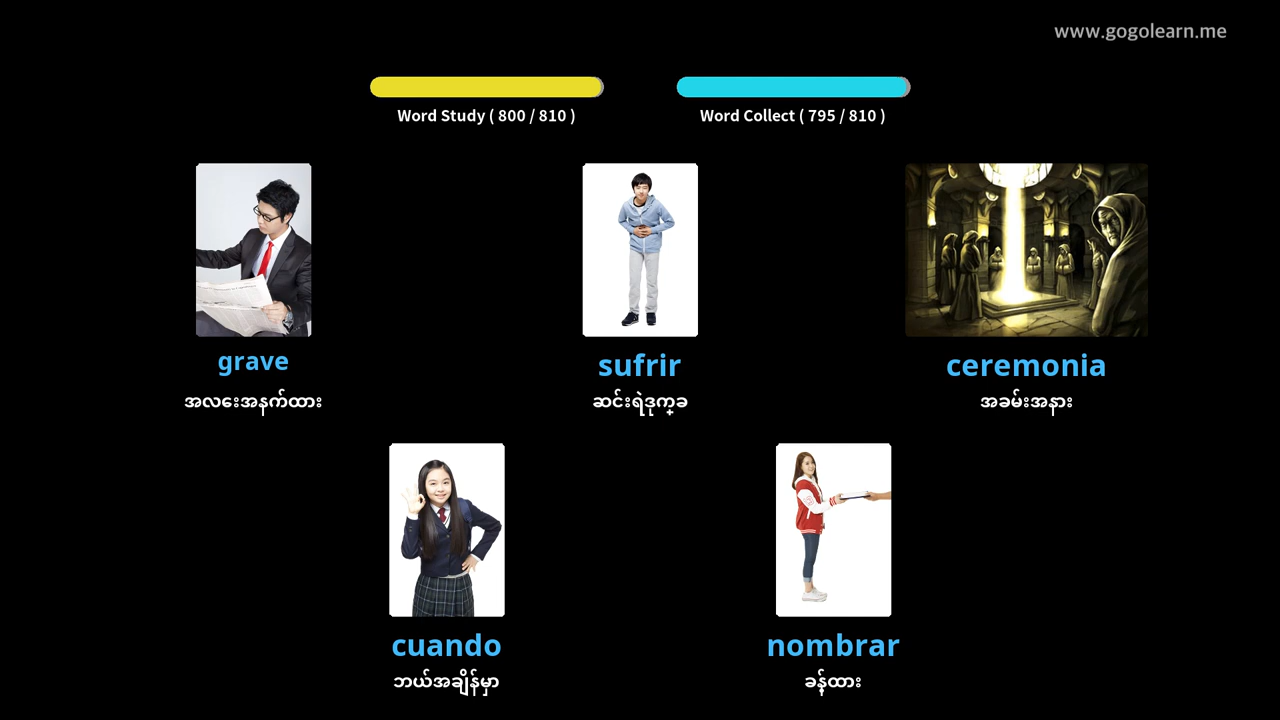 www.gogolearn.me
Word Study ( 800 / 810 )
Word Collect ( 795 / 810 )
grave
sufrir
ceremonia
အလေးအနက်ထား
ဆင်းရဲဒုက္ခ
အခမ်းအနား
cuando
nombrar
ဘယ်အချိန်မှာ
ခန့်ထား